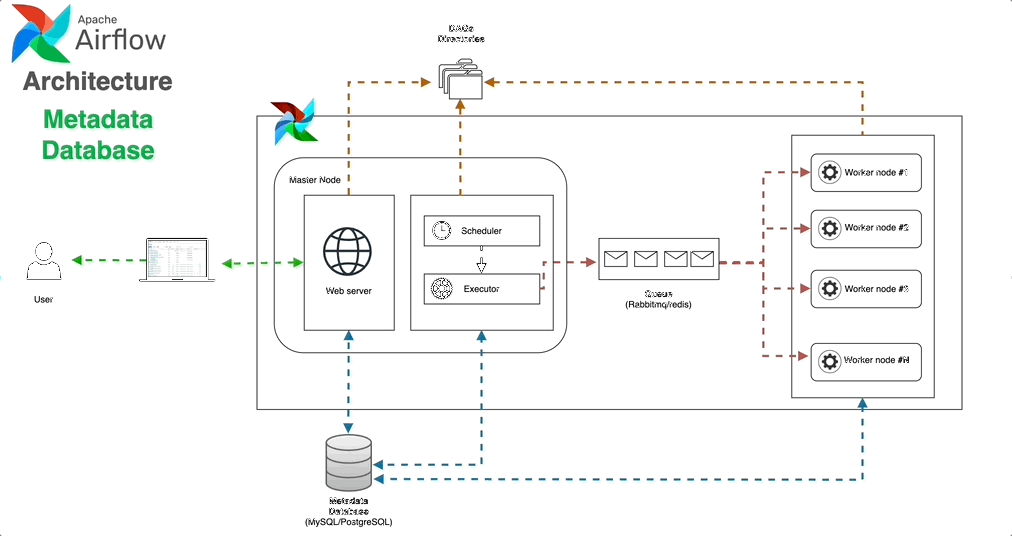 Apache
Airflow
Architecture
Metadata
Database
DAGs
Directories
Master Node
Web server
Scheduler
Executor
Queue
(Rabbitmq/redis)
Worker node #1
Worker node #2
Worker node #3
Worker node #N
User
Metadata
Database
(MySQL/PostgreSQL)